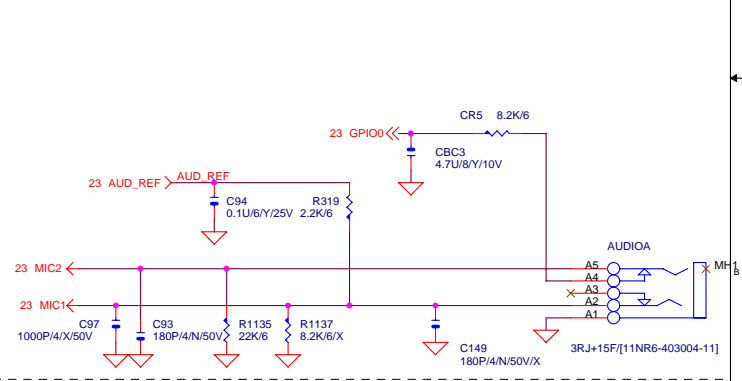 CR5 8.2K/6
23 GPIO0
CBC3
4.7U/8/Y/10V
23 AUD_REF
AUD_REF
C94
0.1U/6/Y/25V
R319
2.2K/6
AUDIOA
23 MIC2
A5
MH1
B
A4
A3
23 MIC1
A2
A1
C97
1000P/4/X/50V
C93
180P/4/N/50V
R1135
22K/6
R1137
8.2K/6/X
C149
180P/4/N/50V/X
3RJ+15F/[11NR6-403004-11]